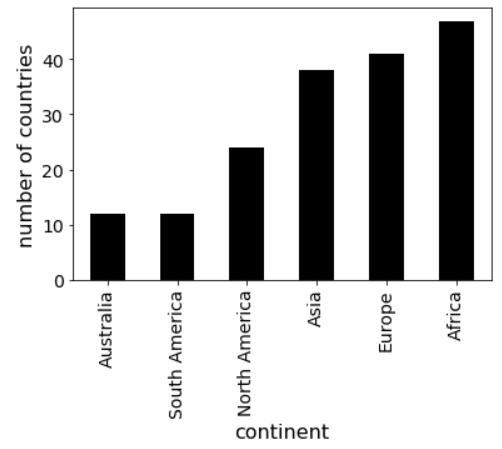 number of countries
40
30
20
10
0
Australia
South America
North America
Asia
Europe
Africa
continent